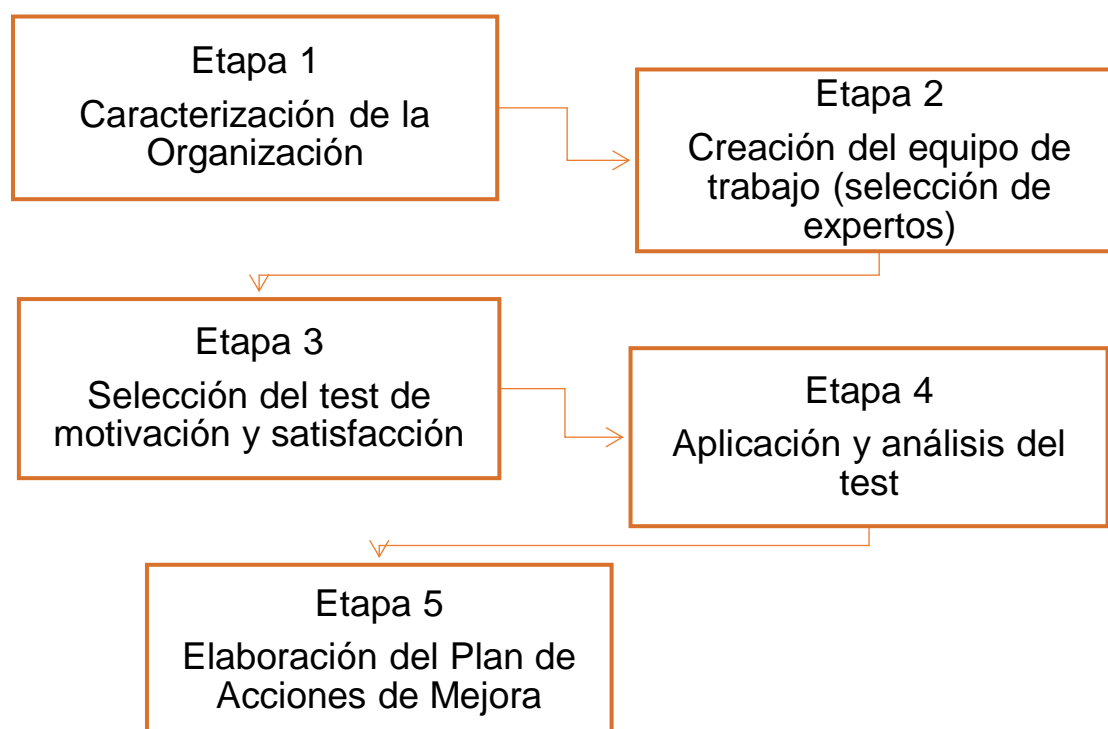 Etapa 1
Caracterización de la
Organización
Etapa 2
Creación del equipo de
trabajo (selección de
expertos)
Etapa 3
Selección del test de
motivación y satisfacción
Etapa 4
Aplicación y análisis del
test
Etapa 5
Elaboración del Plan de
Acciones de Mejora